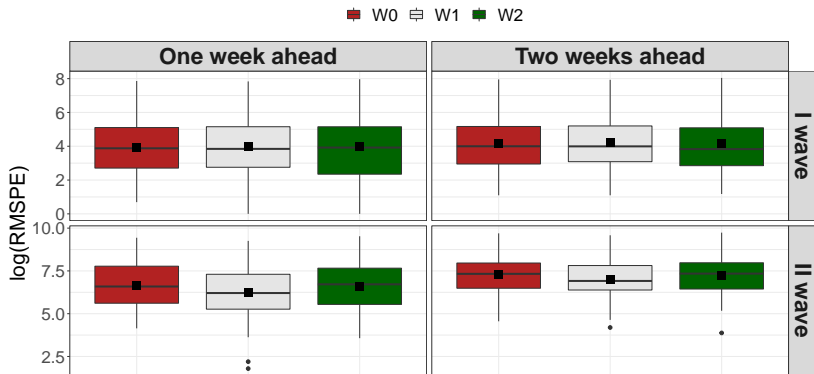 W0 W1 W2
One week ahead
Two weeks ahead
8
6
4
2
0
I wave
log(RMSPE)
10.0
7.5
5.0
2.5
II wave